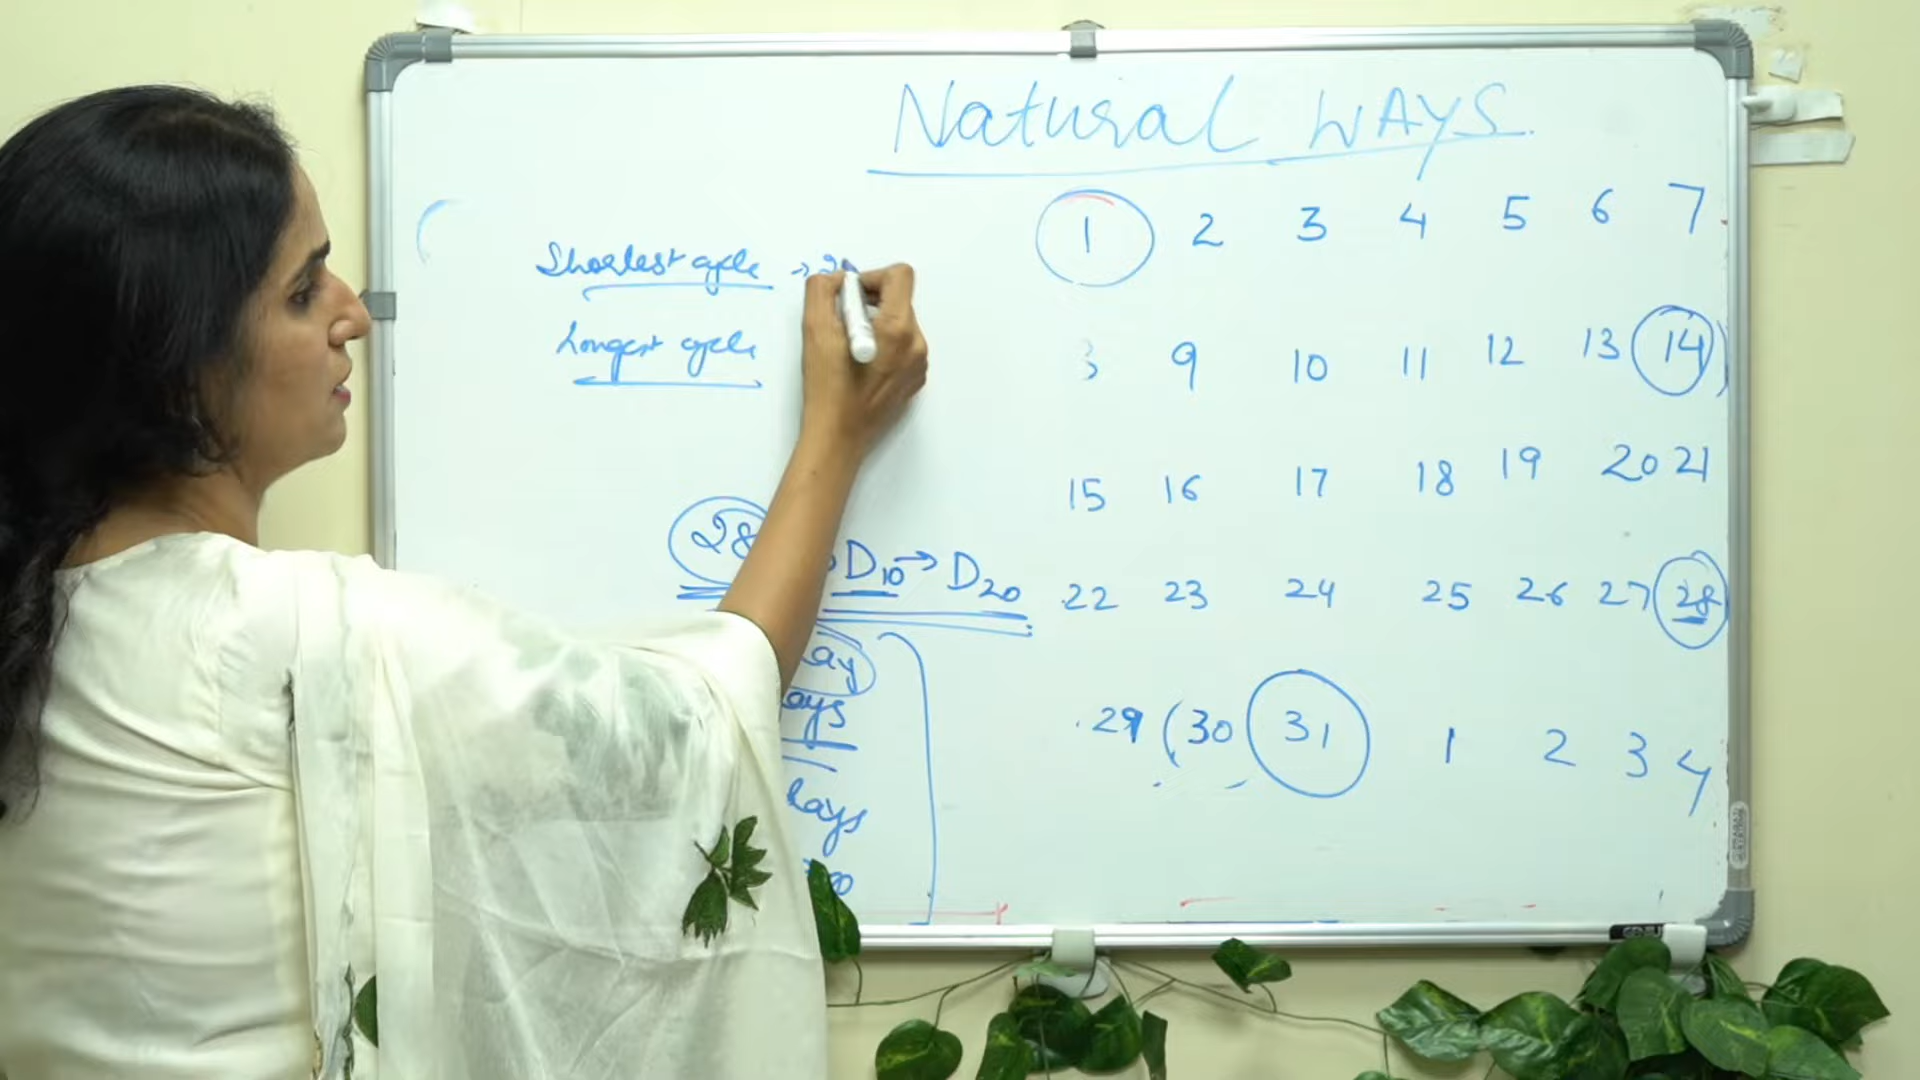 Natural WAYS
1 2 3 4 5 6 7
Shortest cycle →
Longest cycle
9 10 11 12 13 14
15 16 17 18 19 20 21
28 D10 → D20
22 23 24 25 26 27 28
29 (30 31 1 2 3 4